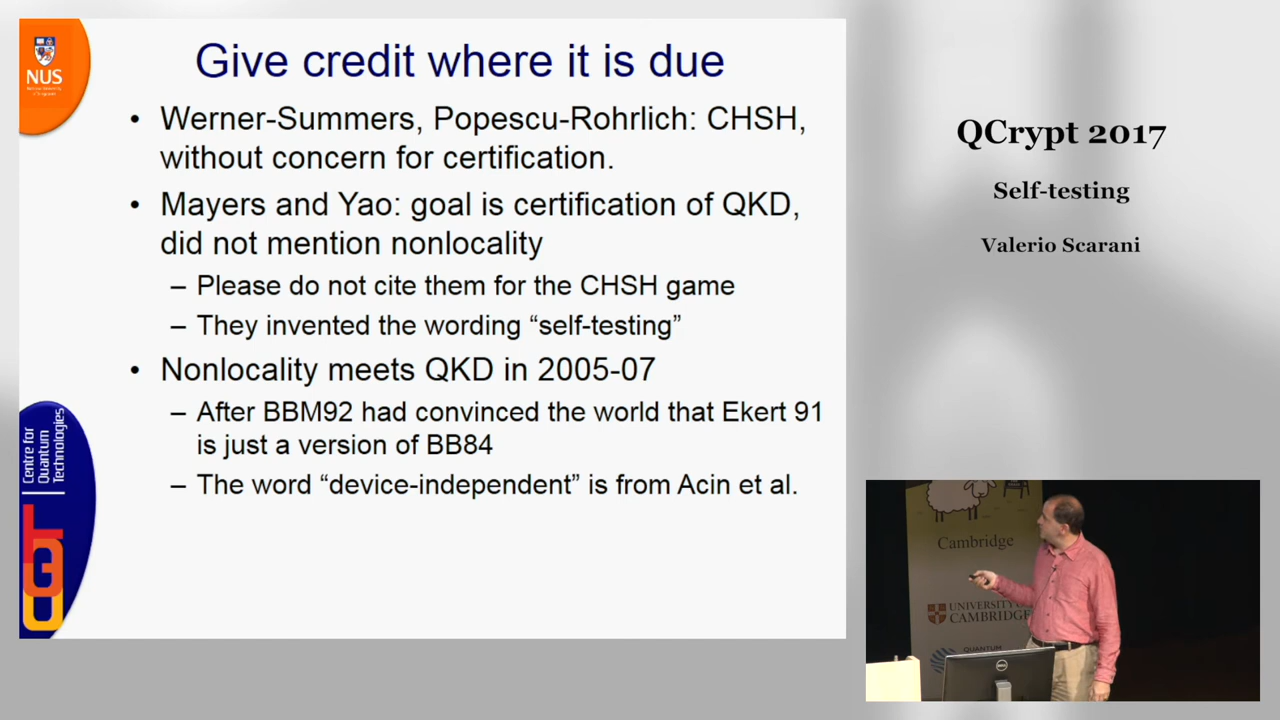 NUS
Give credit where it is due
• Werner-Summers, Popescu-Rohrlich: CHSH,
without concern for certification.
• Mayers and Yao: goal is certification of QKD,
did not mention nonlocality
– Please do not cite them for the CHSH game
– They invented the wording “self-testing”
• Nonlocality meets QKD in 2005-07
– After BBM92 had convinced the world that Ekert 91
is just a version of BB84
– The word “device-independent” is from Acin et al.
Centre for
Quantum
Technologies
CQT
QCrypt 2017
Self-testing
Valerio Scarani
Cambridge
UNIVERSITY OF
CAMBRIDGE
QUANTUM